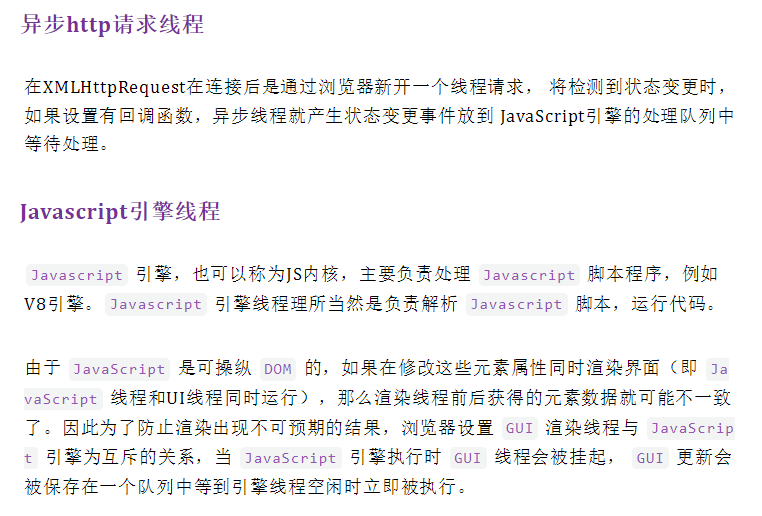 异步http请求线程
在XMLHttpRequest在连接后是通过浏览器新开一个线程请求， 将检测到状态变更时，
如果设置有回调函数，异步线程就产生状态变更事件放到 JavaScript引擎的处理队列中
等待处理。
Javascript引擎线程
Javascript 引擎，也可以称为JS内核，主要负责处理 Javascript 脚本程序，例如
V8引擎。 Javascript 引擎线程理所当然是负责解析 Javascript 脚本，运行代码。
由于 JavaScript 是可操纵 DOM 的，如果在修改这些元素属性同时渲染界面（即 Ja
vaScript 线程和UI线程同时运行），那么渲染线程前后获得的元素数据就可能不一致
了。因此为了防止渲染出现不可预期的结果，浏览器设置 GUI 渲染线程与 JavaScrip
t 引擎为互斥的关系，当 JavaScript 引擎执行时 GUI 线程会被挂起， GUI 更新会
被保存在一个队列中等到引擎线程空闲时立即被执行。